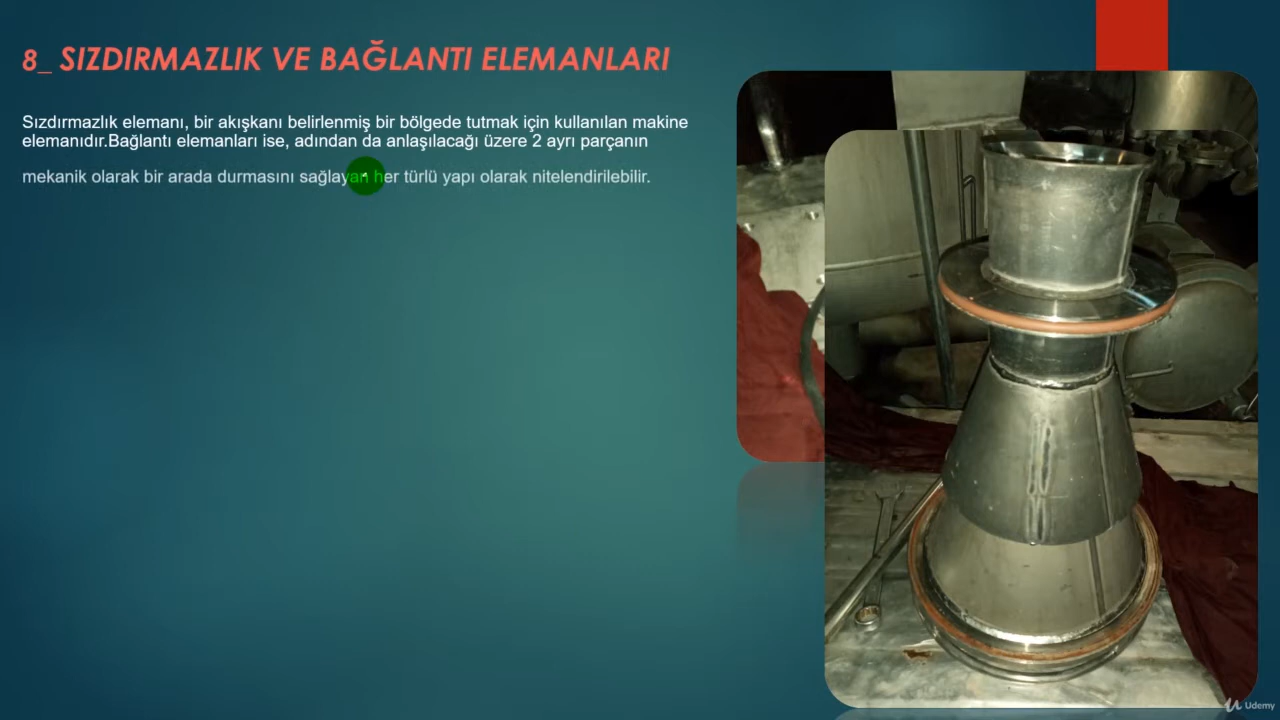 8_ SIZDIRMAZLIK VE BAĞLANTI ELEMANLARI
Sızdırmazlık elemanı, bir akışkanı belirlenmiş bir bölgede tutmak için kullanılan makine
elemanıdır.Bağlantı elemanları ise, adından da anlaşılacağı üzere 2 ayrı parçanın
mekanik olarak bir arada durmasını sağlayan her türlü yapı olarak nitelendirilebilir.
Udemy